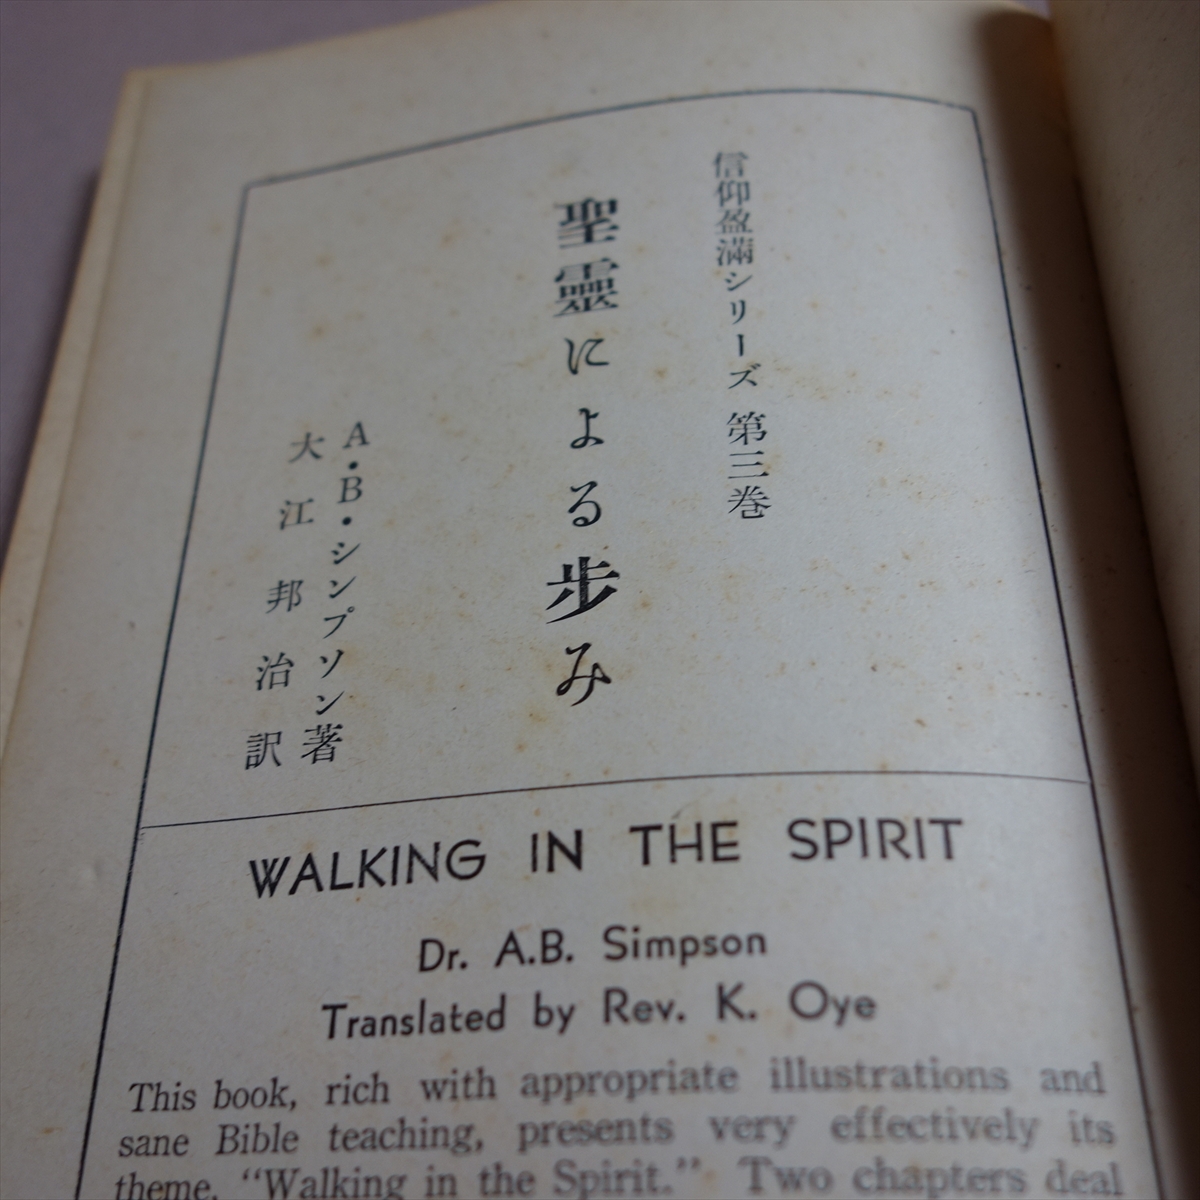 信仰盈滿シリーズ 第三巻
聖靈による歩み
A・B・シンプソン著
大江邦治訳
WALKING IN THE SPIRIT
Dr. A.B. Simpson
Translated by Rev. K. Oye
This book, rich with appropriate illustrations and
sane Bible teaching, presents very effectively its
theme, "Walking in the Spirit." Two chapters deal